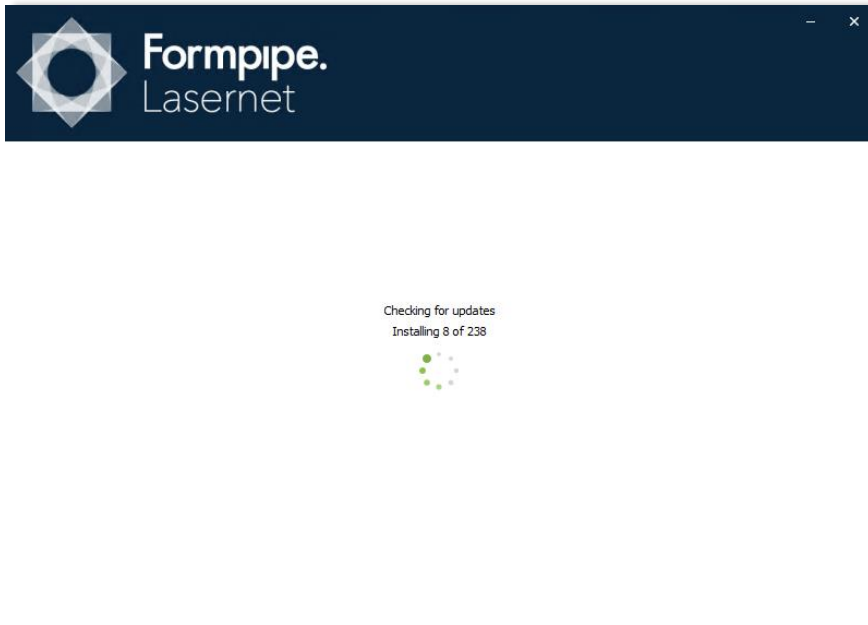 Formpipe.
Lasernet
Checking for updates
Installing 8 of 238